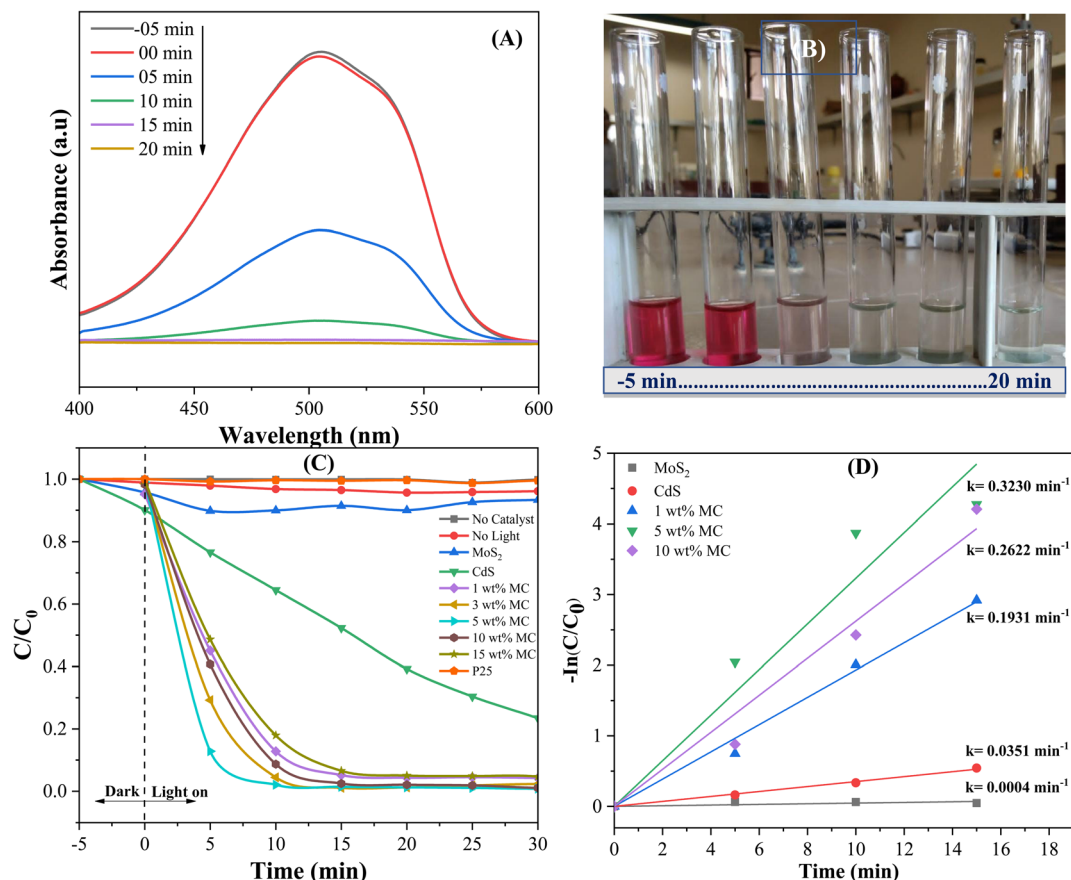 -05 min
00 min
05 min
10 min
15 min
20 min
(A)
Absorbance (a.u)
400
450
500
550
600
Wavelength (nm)
(B)
-5 min................................................20 min
(C)
1.0
0.8
0.6
0.4
0.2
0.0
C/C₀
No Catalyst
No Light
MoS₂
CdS
1 wt% MC
3 wt% MC
5 wt% MC
10 wt% MC
15 wt% MC
P25
Dark
Light on
-5
0
5
10
15
20
25
30
Time (min)
(D)
5
4
3
2
1
0
-In(C/C₀)
MoS₂
CdS
1 wt% MC
5 wt% MC
10 wt% MC
k= 0.3230 min⁻¹
k= 0.2622 min⁻¹
k= 0.1931 min⁻¹
k= 0.0351 min⁻¹
k= 0.0004 min⁻¹
0
2
4
6
8
10
12
14
16
18
Time (min)